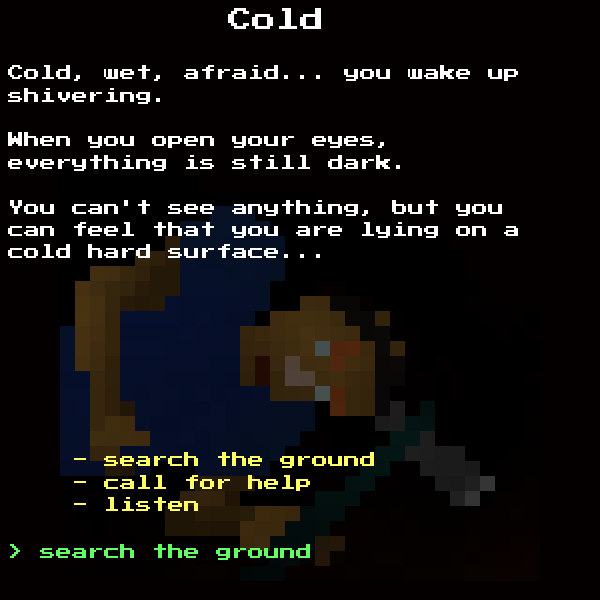 Cold
Cold, wet, afraid... you wake up
shivering.
When you open your eyes,
everything is still dark.
You can't see anything, but you
can feel that you are lying on a
cold hard surface...
- search the ground
- call for help
- listen
> search the ground